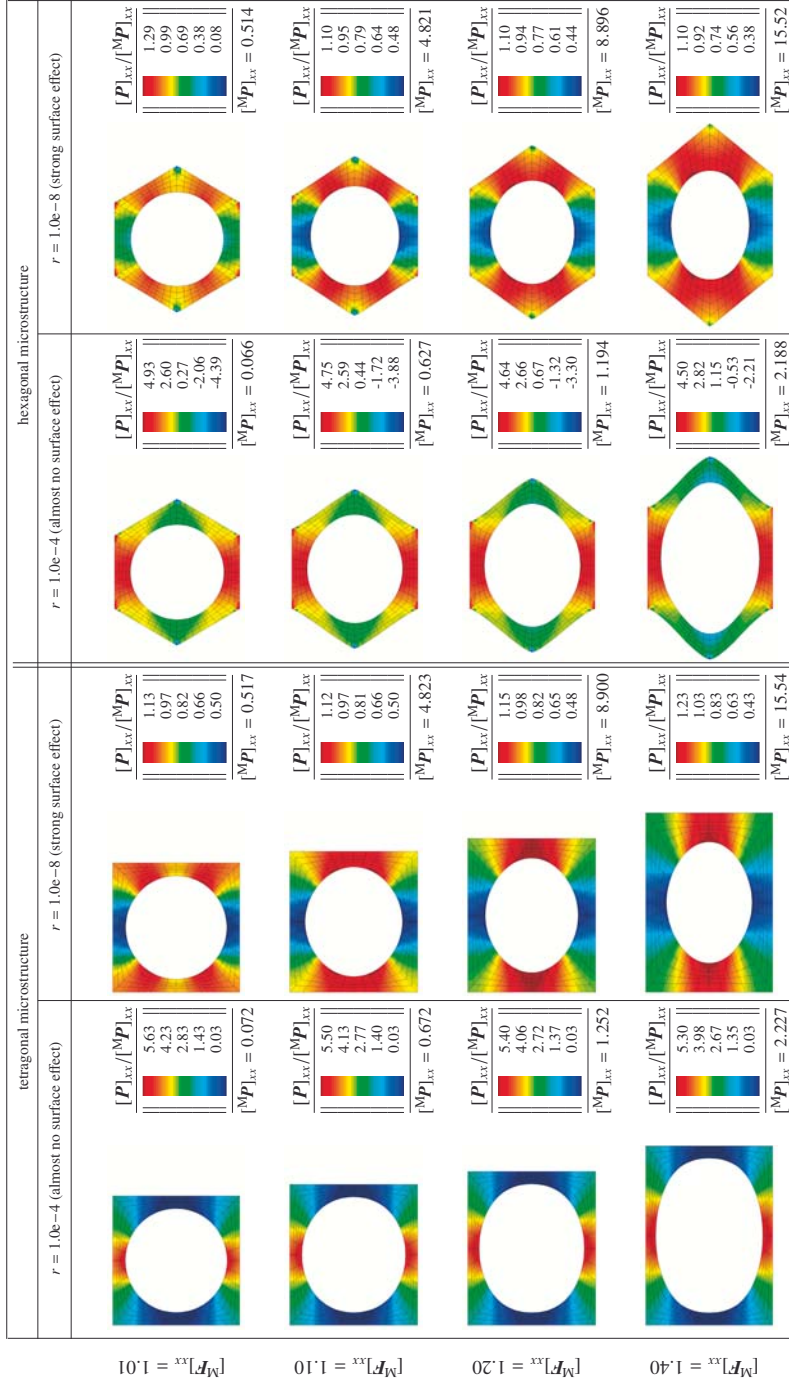 tetragonal microstructure
hexagonal microstructure
r = 1.0e−4 (almost no surface effect)
r = 1.0e−8 (strong surface effect)
r = 1.0e−4 (almost no surface effect)
r = 1.0e−8 (strong surface effect)
[ᴹF]xx = 1.01
[P]xx/[ᴹP]xx
5.63
4.23
2.83
1.43
0.03
[ᴹP]xx = 0.072
[P]xx/[ᴹP]xx
1.13
0.97
0.82
0.66
0.50
[ᴹP]xx = 0.517
[P]xx/[ᴹP]xx
4.93
2.60
0.27
-2.06
-4.39
[ᴹP]xx = 0.066
[P]xx/[ᴹP]xx
1.29
0.99
0.69
0.38
0.08
[ᴹP]xx = 0.514
[ᴹF]xx = 1.10
[P]xx/[ᴹP]xx
5.50
4.13
2.77
1.40
0.03
[ᴹP]xx = 0.672
[P]xx/[ᴹP]xx
1.12
0.97
0.81
0.66
0.50
[ᴹP]xx = 4.823
[P]xx/[ᴹP]xx
4.75
2.59
0.44
-1.72
-3.88
[ᴹP]xx = 0.627
[P]xx/[ᴹP]xx
1.10
0.95
0.79
0.64
0.48
[ᴹP]xx = 4.821
[ᴹF]xx = 1.20
[P]xx/[ᴹP]xx
5.40
4.06
2.72
1.37
0.03
[ᴹP]xx = 1.252
[P]xx/[ᴹP]xx
1.15
0.98
0.82
0.65
0.48
[ᴹP]xx = 8.900
[P]xx/[ᴹP]xx
4.64
2.66
0.67
-1.32
-3.30
[ᴹP]xx = 1.194
[P]xx/[ᴹP]xx
1.10
0.94
0.77
0.61
0.44
[ᴹP]xx = 8.896
[ᴹF]xx = 1.40
[P]xx/[ᴹP]xx
5.30
3.98
2.67
1.35
0.03
[ᴹP]xx = 2.227
[P]xx/[ᴹP]xx
1.23
1.03
0.83
0.63
0.43
[ᴹP]xx = 15.54
[P]xx/[ᴹP]xx
4.50
2.82
1.15
-0.53
-2.21
[ᴹP]xx = 2.188
[P]xx/[ᴹP]xx
1.10
0.92
0.74
0.56
0.38
[ᴹP]xx = 15.52